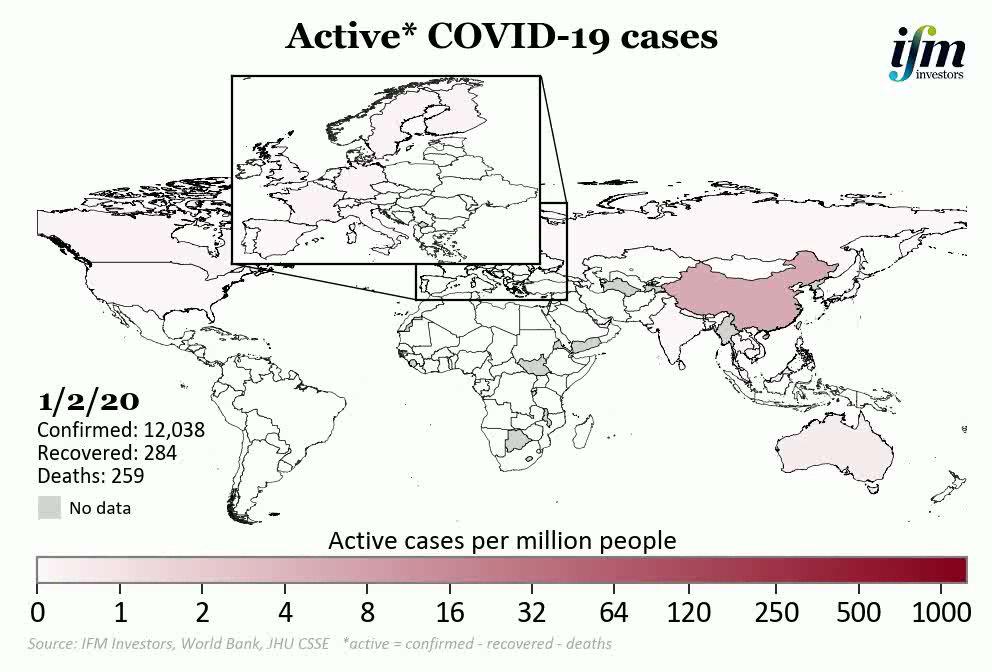 Active* COVID-19 cases
ifm
investors
1/2/20
Confirmed: 12,038
Recovered: 284
Deaths: 259
No data
Active cases per million people
0 1 2 4 8 16 32 64 120 250 500 1000
Source: IFM Investors, World Bank, JHU CSSE *active = confirmed - recovered - deaths